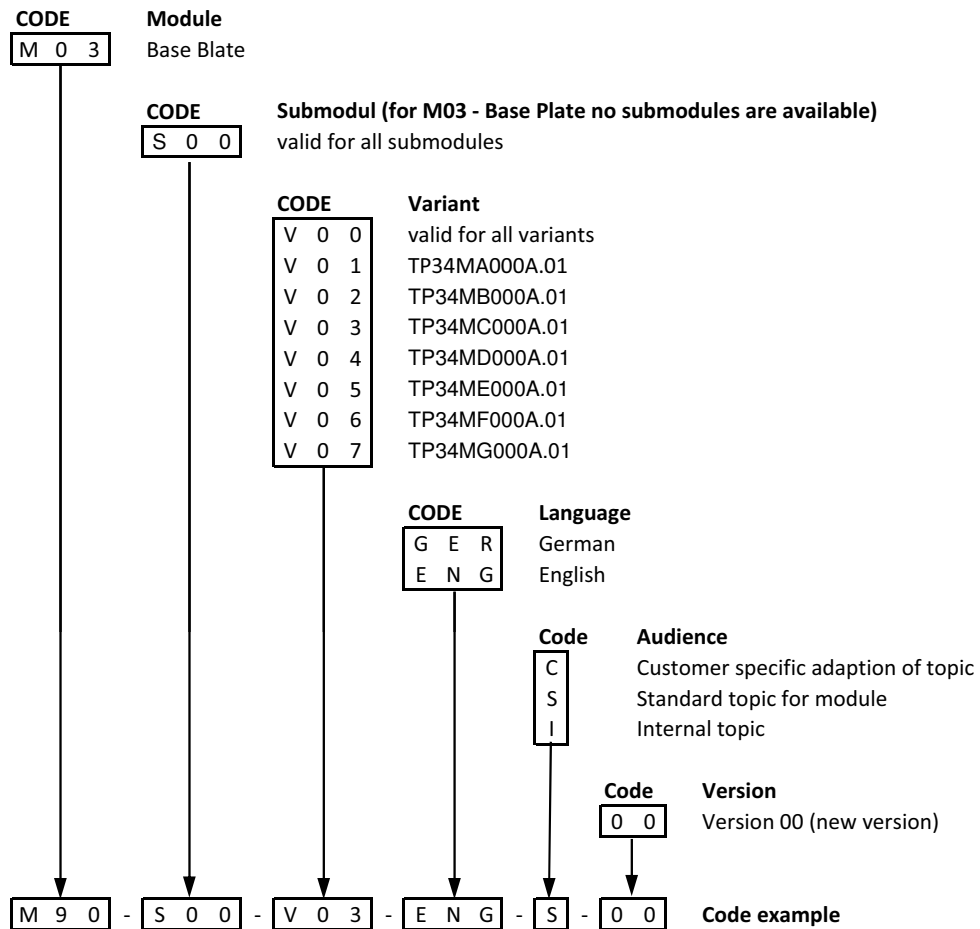 CODE Module
M 0 3 Base Blate
CODE Submodul (for M03 - Base Plate no submodules are available)
S 0 0 valid for all submodules
CODE Variant
V 0 0 valid for all variants
V 0 1 TP34MA000A.01
V 0 2 TP34MB000A.01
V 0 3 TP34MC000A.01
V 0 4 TP34MD000A.01
V 0 5 TP34ME000A.01
V 0 6 TP34MF000A.01
V 0 7 TP34MG000A.01
CODE Language
G E R German
E N G English
Code Audience
C Customer specific adaption of topic
S Standard topic for module
I Internal topic
Code Version
0 0 Version 00 (new version)
M 9 0 - S 0 0 - V 0 3 - E N G - S - 0 0 Code example